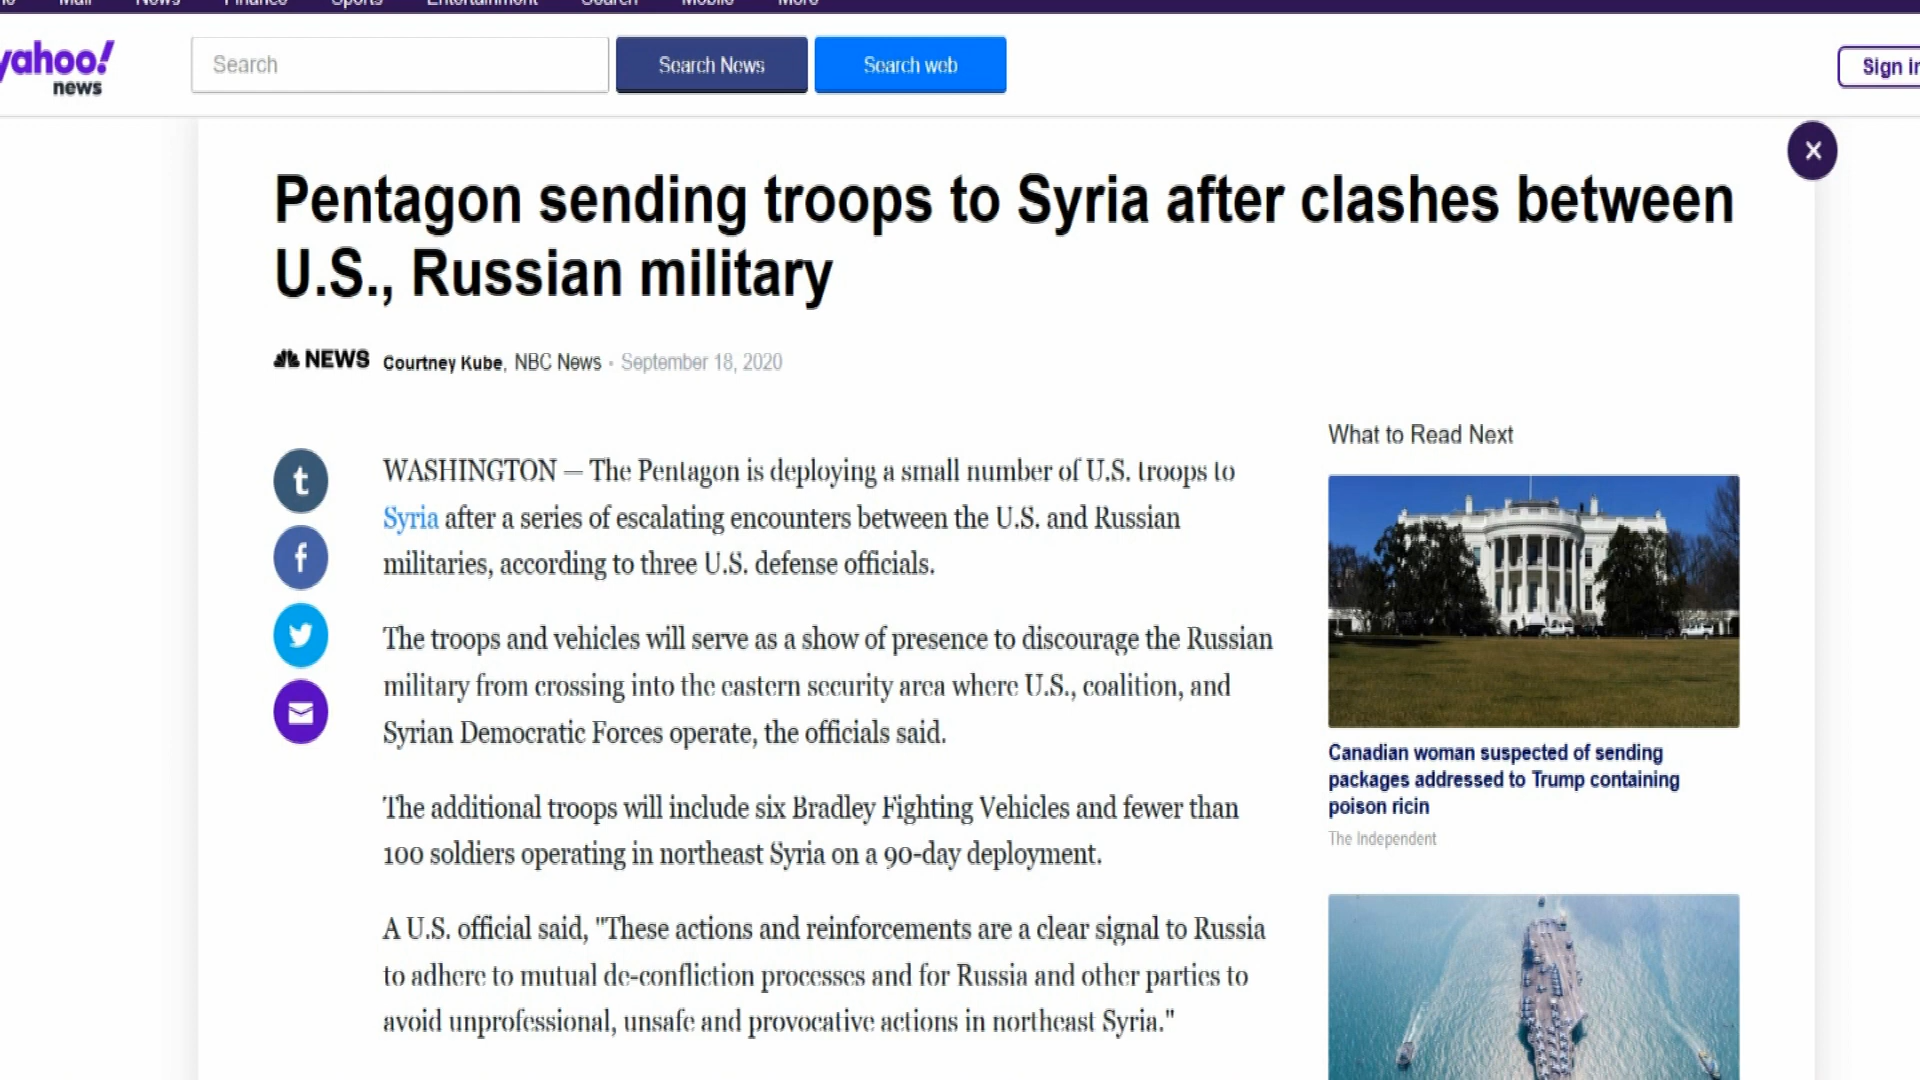 Mail News Finance Sports Entertainment Search Mobile More
yahoo!
news
Search
Search News
Search web
Sign in
Pentagon sending troops to Syria after clashes between
U.S., Russian military
NEWS Courtney Kube, NBC News • September 18, 2020
WASHINGTON — The Pentagon is deploying a small number of U.S. troops to
Syria after a series of escalating encounters between the U.S. and Russian
militaries, according to three U.S. defense officials.
The troops and vehicles will serve as a show of presence to discourage the Russian
military from crossing into the eastern security area where U.S., coalition, and
Syrian Democratic Forces operate, the officials said.
The additional troops will include six Bradley Fighting Vehicles and fewer than
100 soldiers operating in northeast Syria on a 90-day deployment.
A U.S. official said, "These actions and reinforcements are a clear signal to Russia
to adhere to mutual de-confliction processes and for Russia and other parties to
avoid unprofessional, unsafe and provocative actions in northeast Syria."
What to Read Next
Canadian woman suspected of sending
packages addressed to Trump containing
poison ricin
The Independent